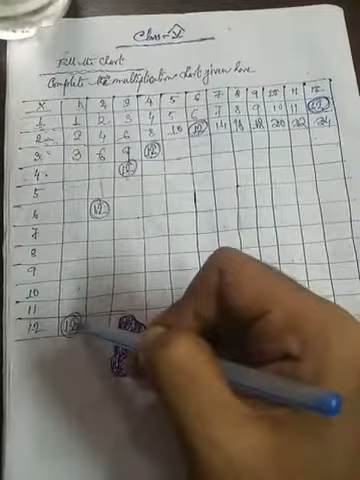 Class-V
Fill the chart
Complete the multiplication chart given here
X 1 2 3 4 5 6 7 8 9 10 11 12
1 1 2 3 4 5 6 7 8 9 10 11 12
2 2 4 6 8 10 12 14 16 18 20 22 24
3 3 6 9 12
4 12
5
6 12
7
8
9
10
11
12 12